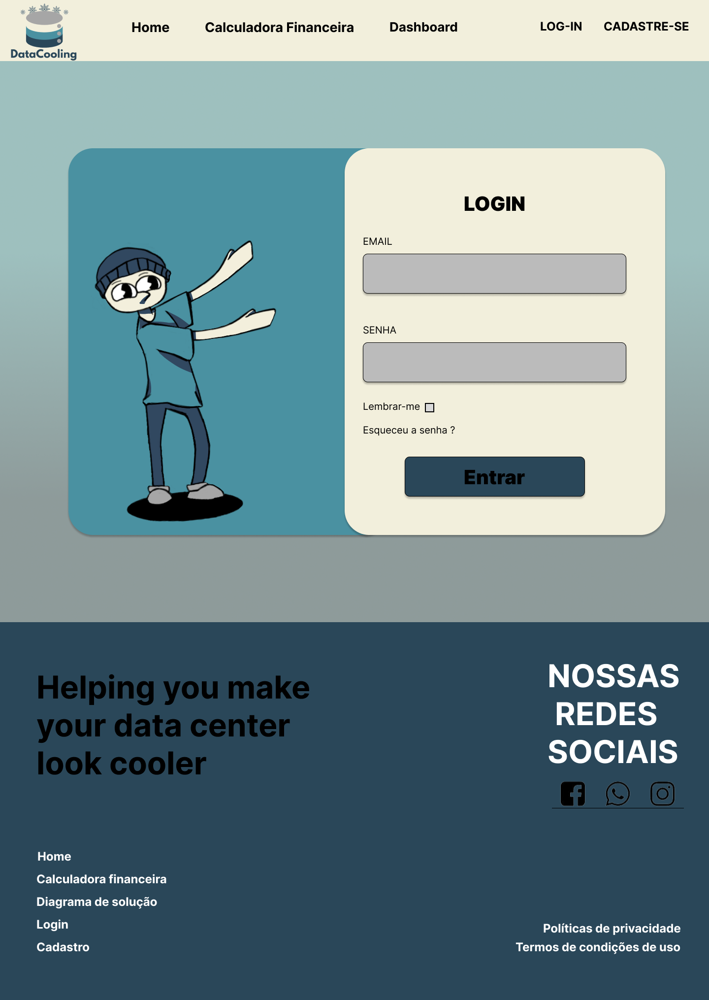 DataCooling
Home
Calculadora Financeira
Dashboard
LOG-IN
CADASTRE-SE
LOGIN
EMAIL
SENHA
Lembrar-me
Esqueceu a senha ?
Entrar
Helping you make
your data center
look cooler
NOSSAS
REDES
SOCIAIS
Home
Calculadora financeira
Diagrama de solução
Login
Cadastro
Políticas de privacidade
Termos de condições de uso